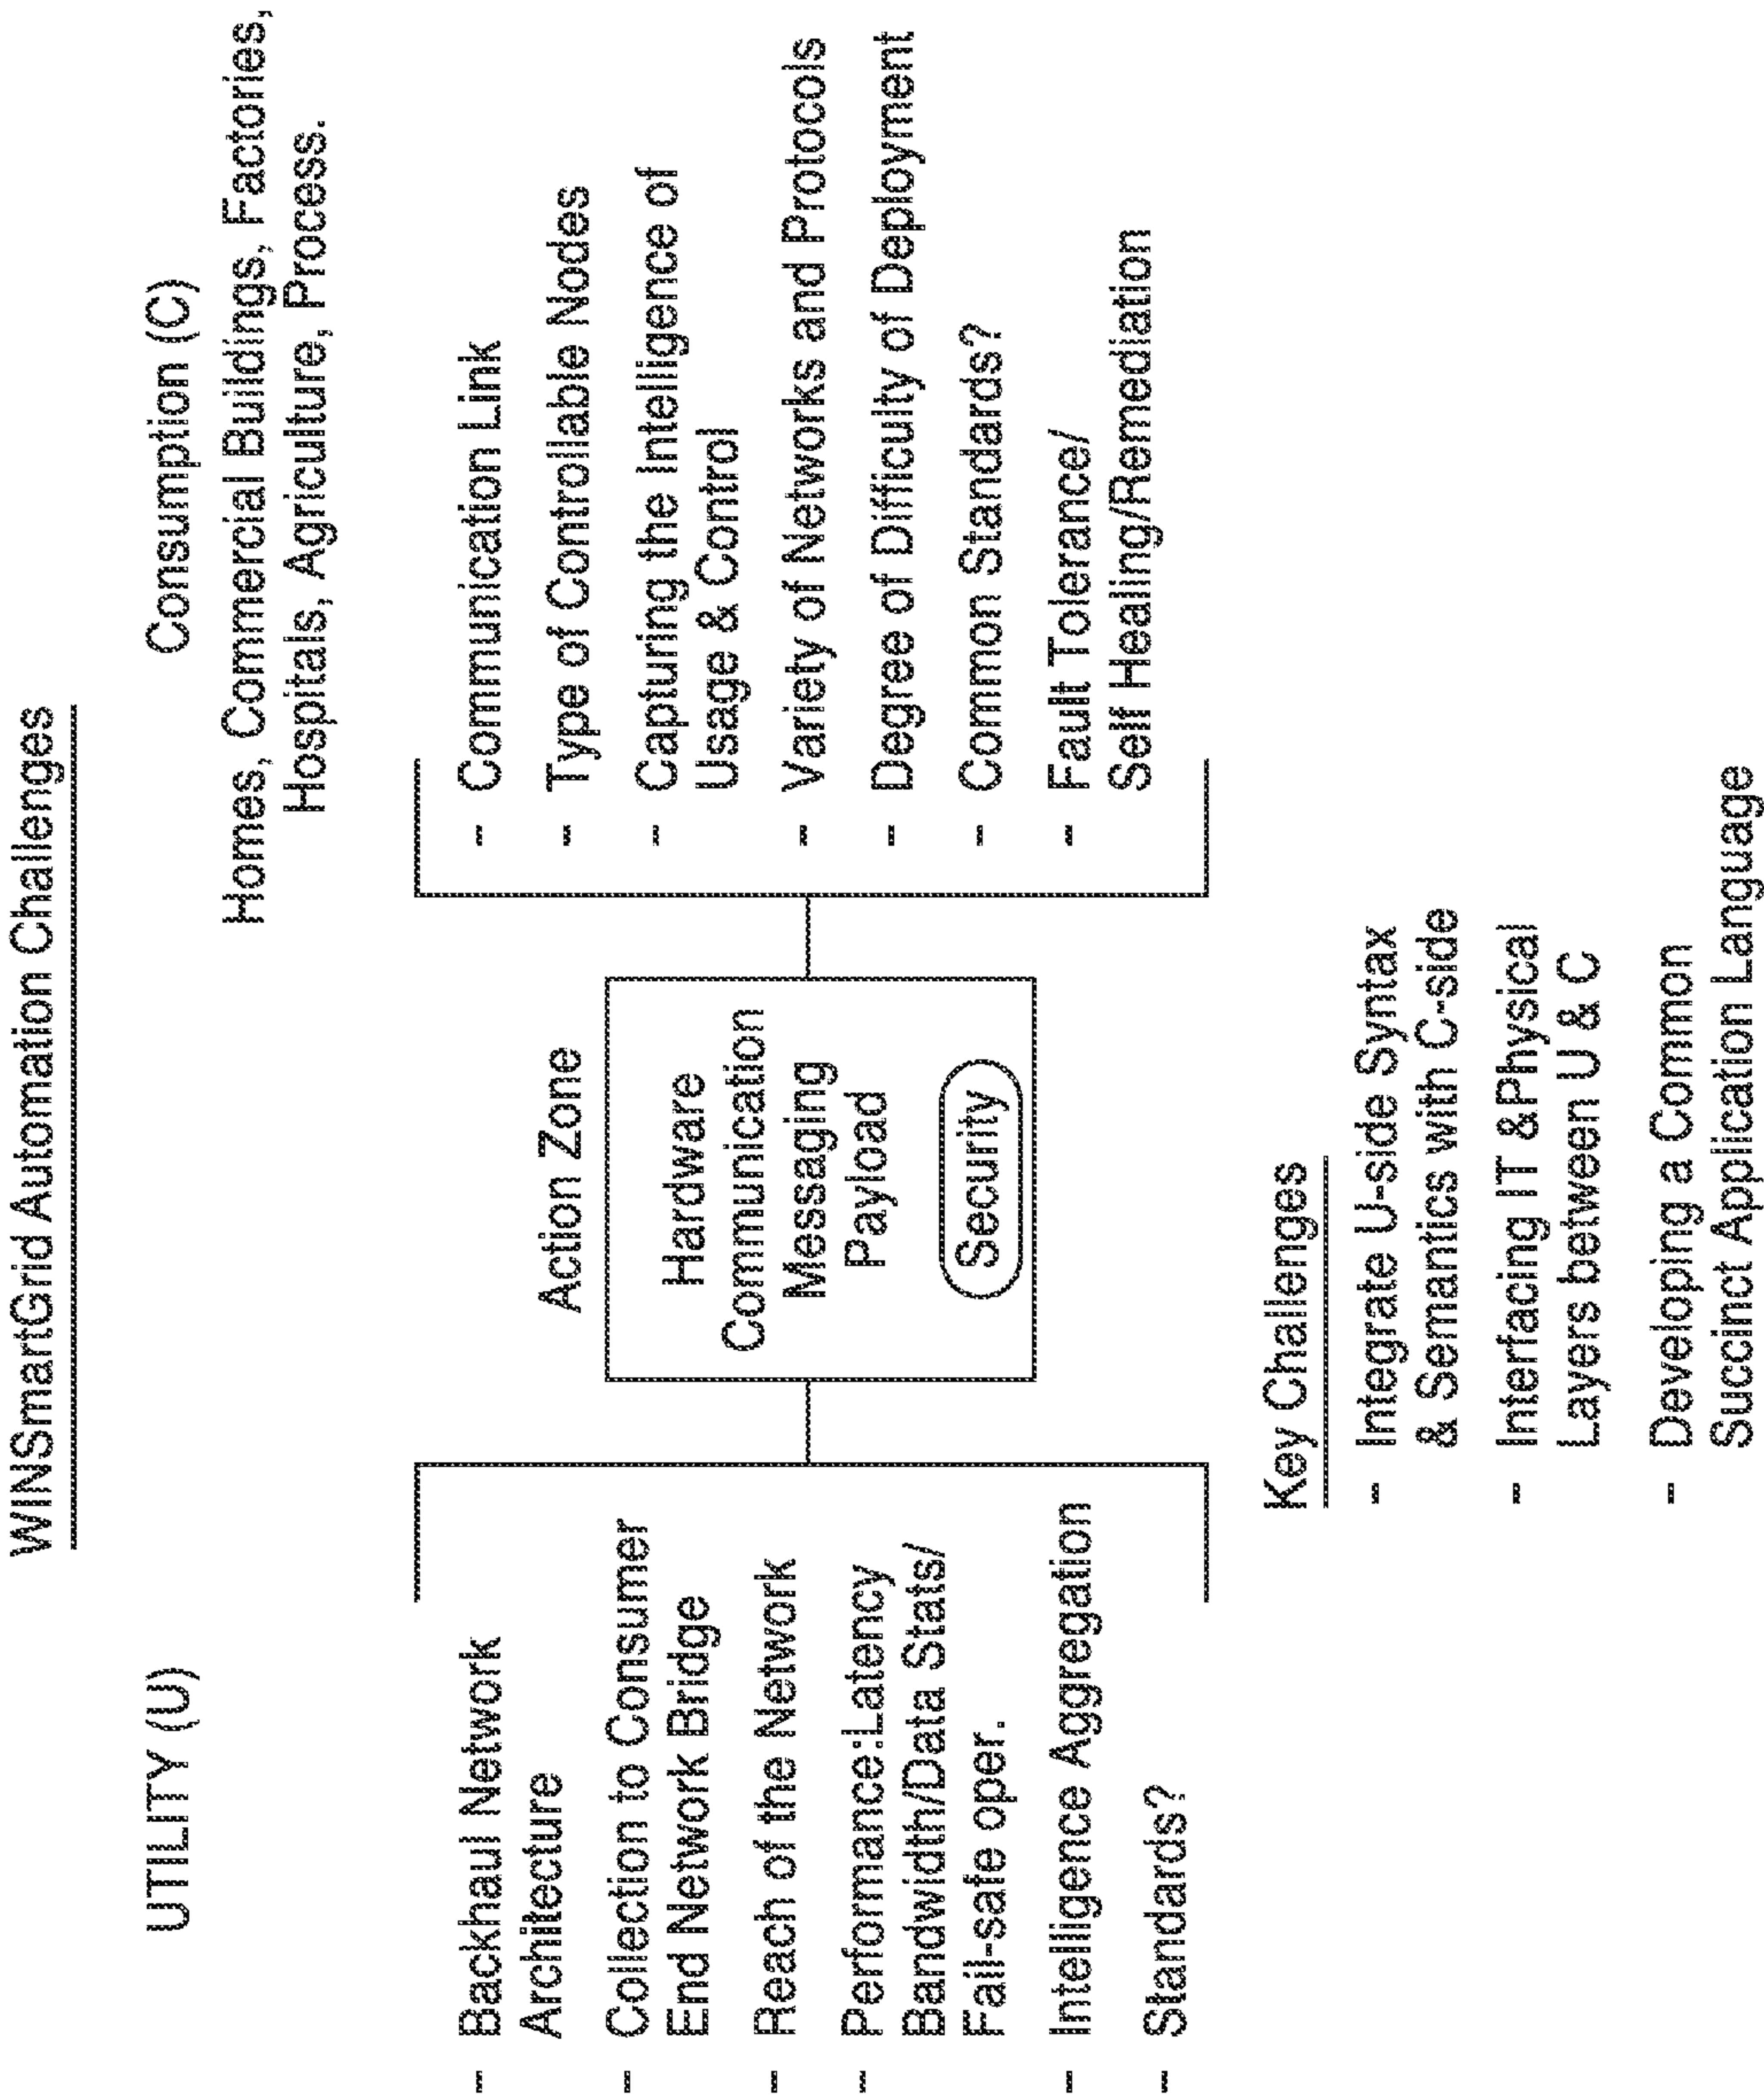 WINSmartGrid Automation Challenges
UTILITY (U)
- Backhaul Network
Architecture
- Collection to Consumer
End Network Bridge
- Reach of the Network
- Performance:Latency
Bandwidth/Data Stats/
Fail-safe oper.
- Intelligence Aggregation
- Standards?
Action Zone
Hardware
Communication
Messaging
Payload
Security
Consumption (C)
Homes, Commercial Buildings, Factories,
Hospitals, Agriculture, Process.
- Communication Link
- Type of Controllable Nodes
- Capturing the Intelligence of
Usage & Control
- Variety of Networks and Protocols
- Degree of Difficulty of Deployment
- Common Standards?
- Fault Tolerance/
Self Healing/Remediation
Key Challenges
- Integrate U-side Syntax
& Semantics with C-side
- Interfacing IT &Physical
Layers between U & C
- Developing a Common
Succinct Application Language